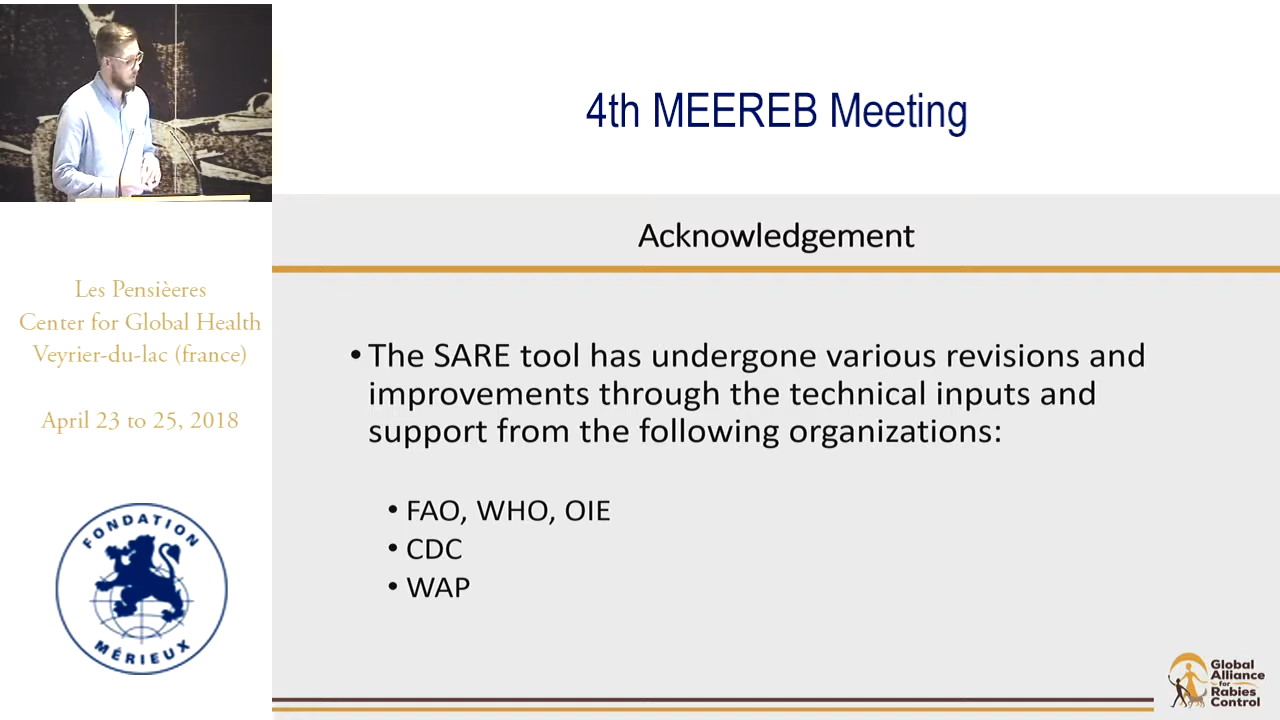 4th MEEREB Meeting
Les Pensièeres
Center for Global Health
Veyrier-du-lac (france)
April 23 to 25, 2018
FONDATION
MÉRIEUX
Acknowledgement
• The SARE tool has undergone various revisions and
improvements through the technical inputs and
support from the following organizations:
• FAO, WHO, OIE
• CDC
• WAP
Global
Alliance
for
Rabies
Control